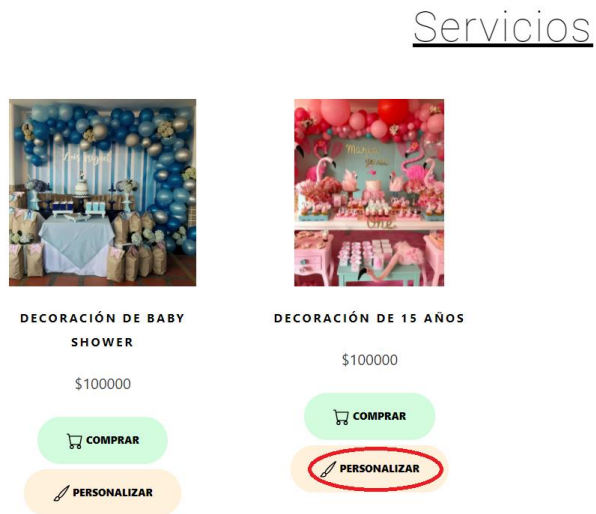 Servicios
DECORACIÓN DE BABY
SHOWER
$100000
COMPRAR
PERSONALIZAR
DECORACIÓN DE 15 AÑOS
$100000
COMPRAR
PERSONALIZAR